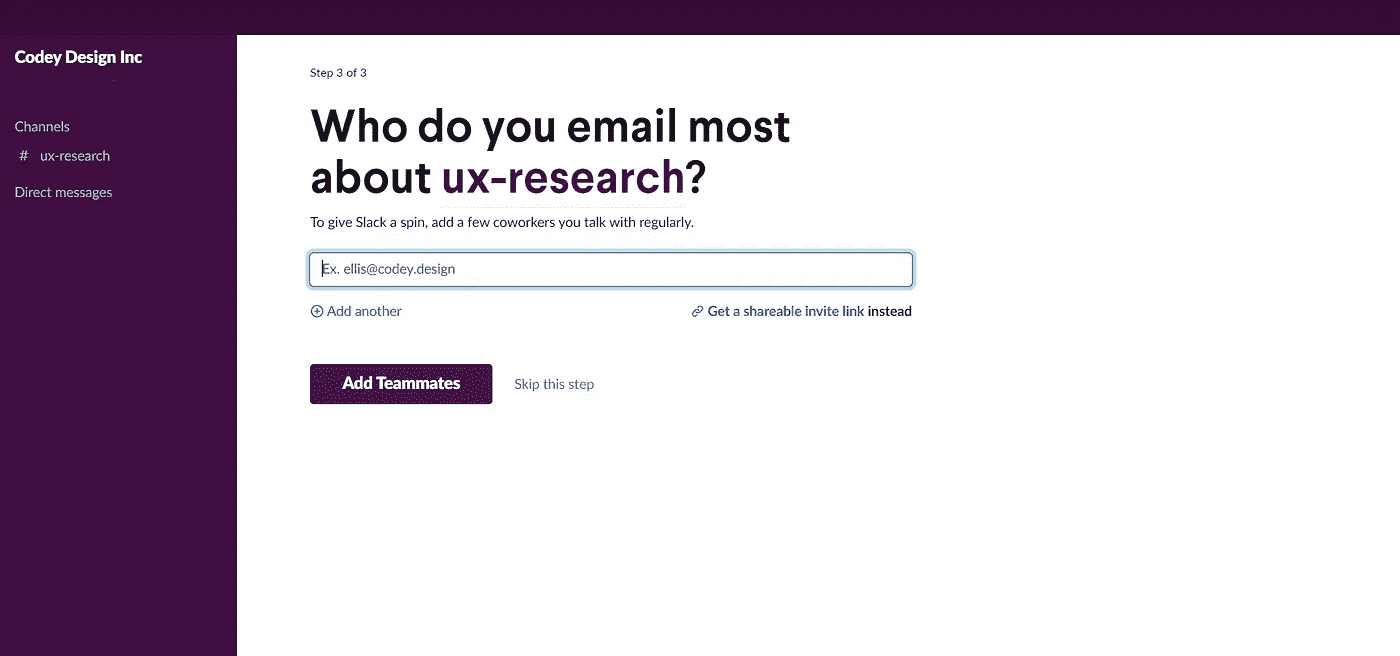 Codey Design Inc
Channels
# ux-research
Direct messages
Step 3 of 3
Who do you email most
about ux-research?
To give Slack a spin, add a few coworkers you talk with regularly.
Ex. ellis@codey.design
Add another
Get a shareable invite link instead
Add Teammates
Skip this step